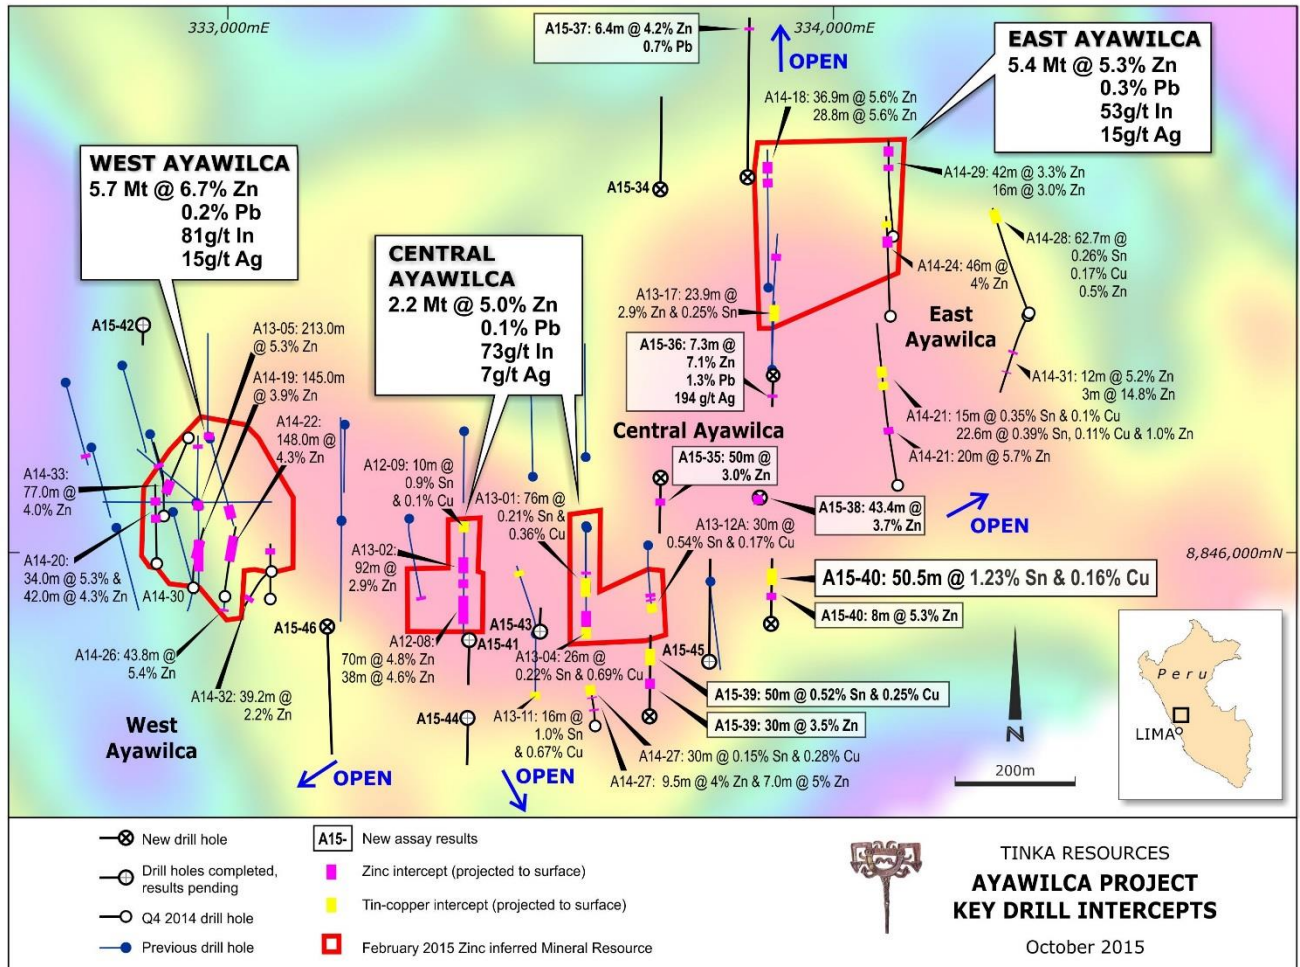 333,000mE
334,000mE
A15-37: 6.4m @ 4.2% Zn
0.7% Pb
OPEN
EAST AYAWILCA
5.4 Mt @ 5.3% Zn
0.3% Pb
53g/t In
15g/t Ag
A14-18: 36.9m @ 5.6% Zn
28.8m @ 5.6% Zn
WEST AYAWILCA
5.7 Mt @ 6.7% Zn
0.2% Pb
81g/t In
15g/t Ag
A15-34
A14-29: 42m @ 3.3% Zn
16m @ 3.0% Zn
A14-28: 62.7m @
0.26% Sn
0.17% Cu
0.5% Zn
CENTRAL
AYAWILCA
2.2 Mt @ 5.0% Zn
0.1% Pb
73g/t In
7g/t Ag
A14-24: 46m @
4% Zn
A13-17: 23.9m @
2.9% Zn & 0.25% Sn
East
Ayawilca
A15-42
A13-05: 213.0m
@ 5.3% Zn
A14-19: 145.0m
@ 3.9% Zn
A14-22:
148.0m @
4.3% Zn
A15-36: 7.3m @
7.1% Zn
1.3% Pb
194 g/t Ag
A14-31: 12m @ 5.2% Zn
3m @ 14.8% Zn
A14-21: 15m @ 0.35% Sn & 0.1% Cu
22.6m @ 0.39% Sn, 0.11% Cu & 1.0% Zn
A14-21: 20m @ 5.7% Zn
Central Ayawilca
A15-35: 50m @
3.0% Zn
A14-33:
77.0m @
4.0% Zn
A12-09: 10m @
0.9% Sn
& 0.1% Cu
A13-01: 76m @
0.21% Sn &
0.36% Cu
A15-38: 43.4m @
3.7% Zn
OPEN
A13-12A: 30m @
0.54% Sn & 0.17% Cu
A13-02:
92m @
2.9% Zn
8,846,000mN
A14-20:
34.0m @ 5.3% &
42.0m @ 4.3% Zn
A14-30
A15-40: 50.5m @ 1.23% Sn & 0.16% Cu
A15-40: 8m @ 5.3% Zn
A15-46
A15-43
A15-41
A15-45
A12-08:
70m @ 4.8% Zn
38m @ 4.6% Zn
A13-04: 26m @
0.22% Sn & 0.69% Cu
A14-26: 43.8m @
5.4% Zn
A14-32: 39.2m @
2.2% Zn
A15-39: 50m @ 0.52% Sn & 0.25% Cu
A15-39: 30m @ 3.5% Zn
A15-44
A13-11: 16m @
1.0% Sn
& 0.67% Cu
A14-27: 30m @ 0.15% Sn & 0.28% Cu
A14-27: 9.5m @ 4% Zn & 7.0m @ 5% Zn
West
Ayawilca
OPEN
OPEN
N
200m
Peru
LIMA
New drill hole
Drill holes completed,
results pending
Q4 2014 drill hole
Previous drill hole
A15- New assay results
Zinc intercept (projected to surface)
Tin-copper intercept (projected to surface)
February 2015 Zinc inferred Mineral Resource
TINKA RESOURCES
AYAWILCA PROJECT
KEY DRILL INTERCEPTS
October 2015